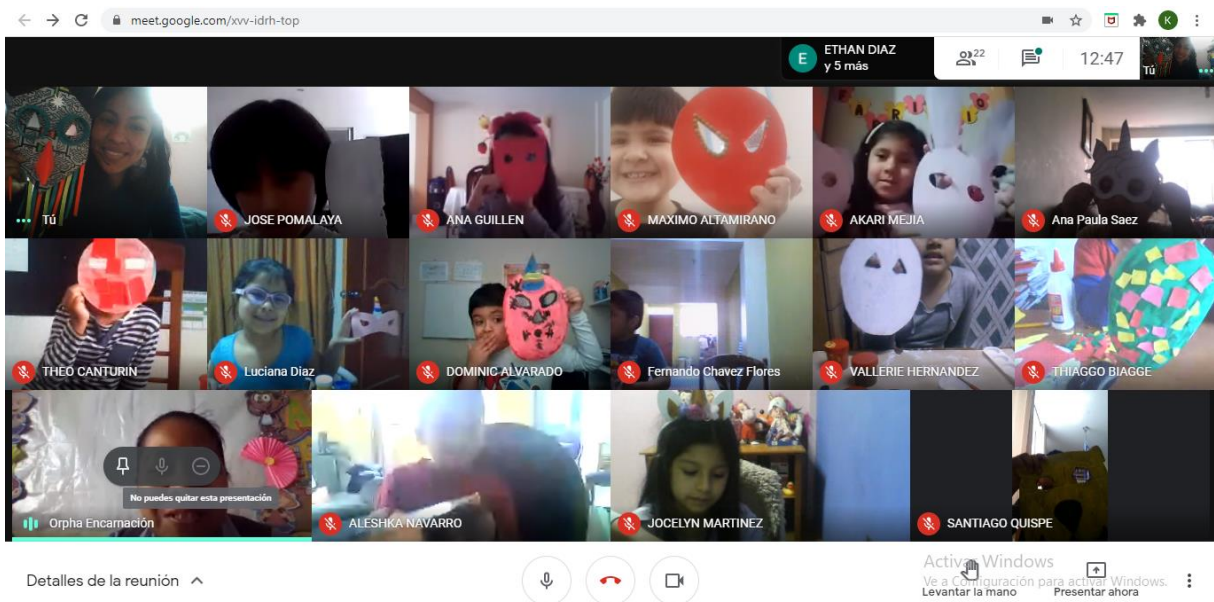 meet.google.com/xvv-idrh-top
K
E
ETHAN DIAZ
y 5 más
22
12:47
Tú
Tú
JOSE POMALAYA
ANA GUILLEN
MAXIMO ALTAMIRANO
AKARI MEJIA
Ana Paula Saez
THEO CANTURIN
Luciana Diaz
DOMINIC ALVARADO
Fernando Chavez Flores
VALLERIE HERNANDEZ
THIAGGO BIAGGE
No puedes quitar esta presentación
Orpha Encarnación
ALESHKA NAVARRO
JOCELYN MARTINEZ
SANTIAGO QUISPE
Detalles de la reunión
Activar Windows
Ve a Configuración para activar Windows.
Levantar la mano
Presentar ahora